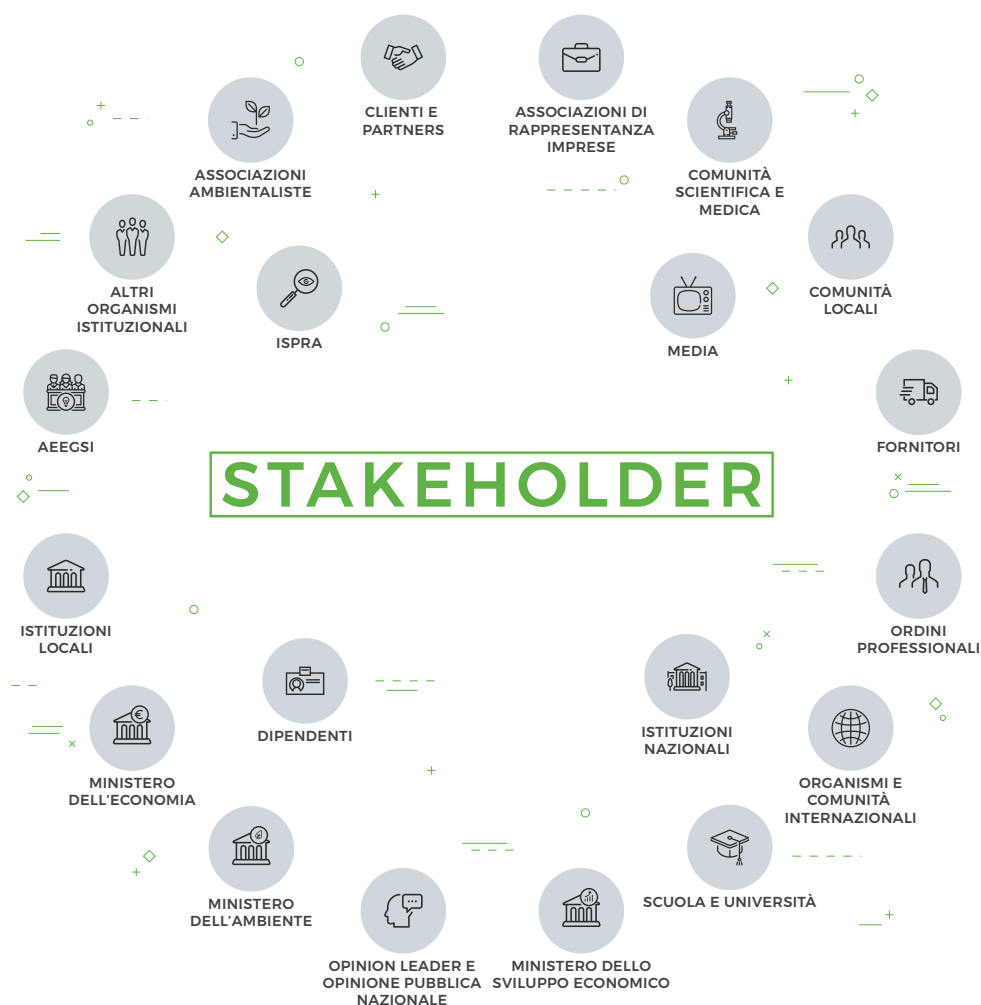 CLIENTI E
PARTNERS
ASSOCIAZIONI DI
RAPPRESENTANZA
IMPRESE
ASSOCIAZIONI
AMBIENTALISTE
COMUNITÀ
SCIENTIFICA E
MEDICA
ALTRI
ORGANISMI
ISTITUZIONALI
ISPRA
MEDIA
COMUNITÀ
LOCALI
AEEGSI
FORNITORI
STAKEHOLDER
ISTITUZIONI
LOCALI
ORDINI
PROFESSIONALI
DIPENDENTI
ISTITUZIONI
NAZIONALI
MINISTERO
DELL'ECONOMIA
ORGANISMI E
COMUNITÀ
INTERNAZIONALI
MINISTERO
DELL'AMBIENTE
SCUOLA E UNIVERSITÀ
OPINION LEADER E
OPINIONE PUBBLICA
NAZIONALE
MINISTERO DELLO
SVILUPPO ECONOMICO